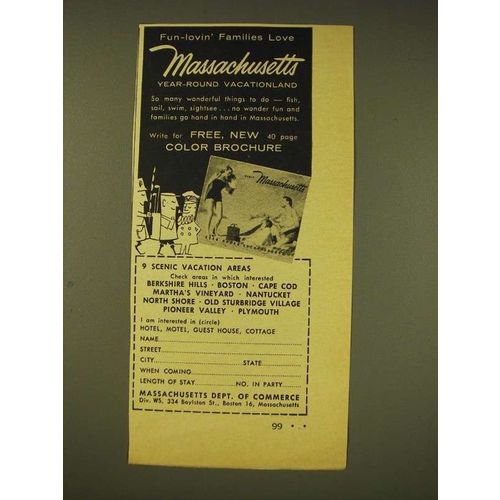 Fun-lovin' Families Love
Massachusetts
YEAR-ROUND VACATIONLAND
So many wonderful things to do — fish,
sail, swim, sightsee . . . no wonder fun and
families go hand in hand in Massachusetts.
Write for FREE, NEW 40 page
COLOR BROCHURE
VISIT Massachusetts
9 SCENIC VACATION AREAS
Check areas in which interested
BERKSHIRE HILLS · BOSTON · CAPE COD
MARTHA'S VINEYARD · NANTUCKET
NORTH SHORE · OLD STURBRIDGE VILLAGE
PIONEER VALLEY · PLYMOUTH
I am interested in (circle)
HOTEL, MOTEL, GUEST HOUSE, COTTAGE
NAME
STREET
CITY STATE
WHEN COMING
LENGTH OF STAY NO. IN PARTY
MASSACHUSETTS DEPT. OF COMMERCE
Div. WS, 334 Boylston St., Boston 16, Massachusetts
99 • •